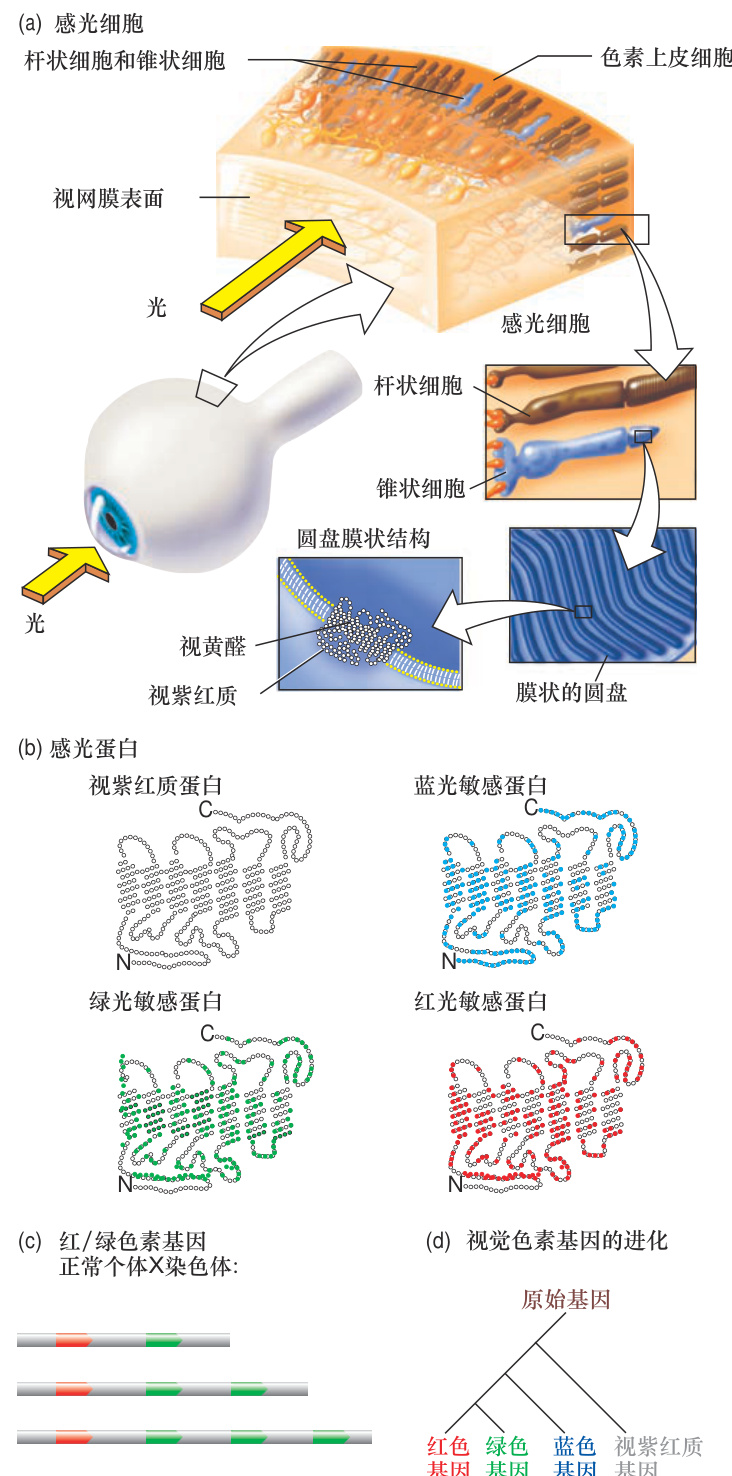 (a) 感光细胞
杆状细胞和锥状细胞
色素上皮细胞
视网膜表面
光
感光细胞
杆状细胞
锥状细胞
圆盘膜状结构
光
视黄醛
视紫红质
膜状的圆盘
(b) 感光蛋白
视紫红质蛋白
蓝光敏感蛋白
C
C
N
N
绿光敏感蛋白
红光敏感蛋白
C
C
N
N
(c) 红/绿色素基因
正常个体X染色体:
(d) 视觉色素基因的进化
原始基因
红色 绿色 蓝色 视紫红质
基因 基因 基因 基因